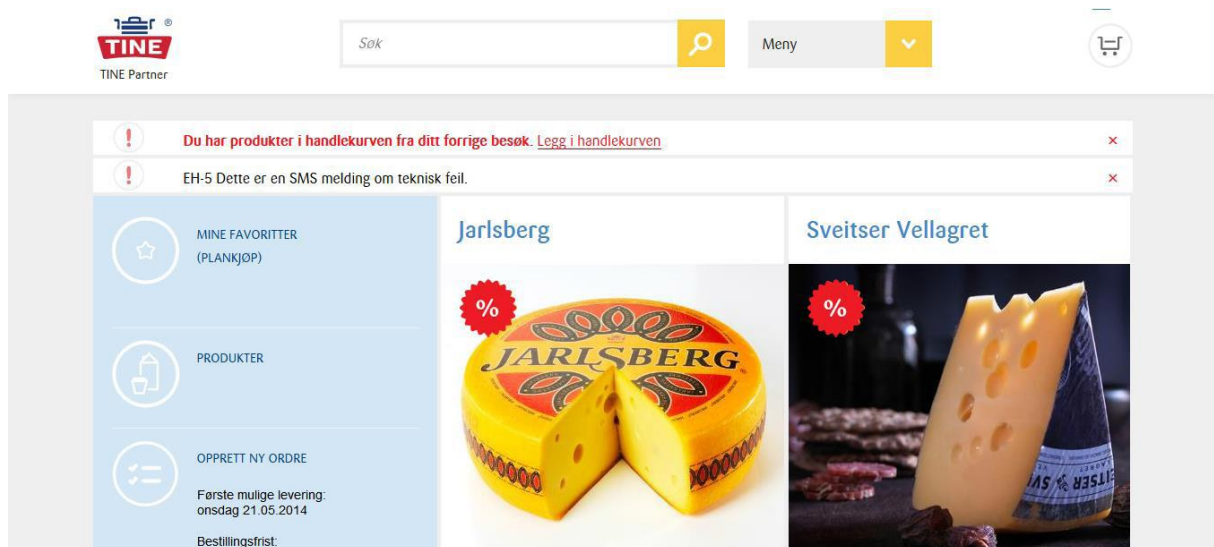 TINE
®
TINE Partner
Søk
Meny
Du har produkter i handlekurven fra ditt forrige besøk. Legg i handlekurven
EH-5 Dette er en SMS melding om teknisk feil.
MINE FAVORITTER
(PLANKJØP)
PRODUKTER
OPPRETT NY ORDRE
Første mulige levering:
onsdag 21.05.2014
Bestillingsfrist:
Jarlsberg
%
JARLSBERG
Sveitser Vellagret
%